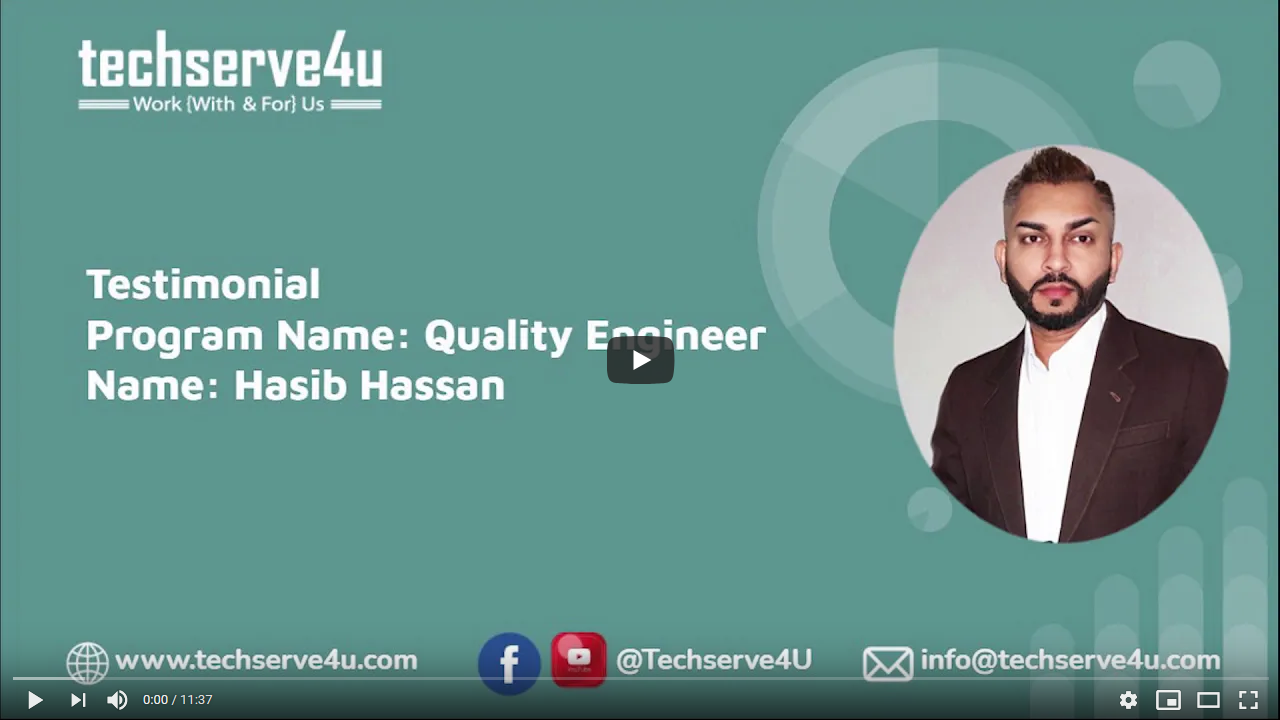 techserve4u
Work {With & For} Us
Testimonial
Program Name: Quality Engineer
Name: Hasib Hassan
www.techserve4u.com
@Techserve4U
info@techserve4u.com
0:00 / 11:37